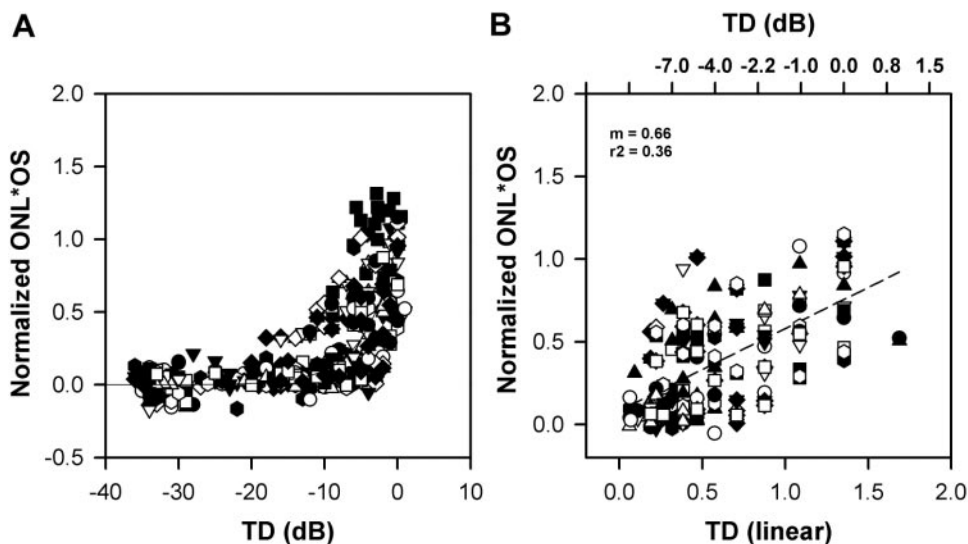 A
B
TD (dB)
-7.0 -4.0 -2.2 -1.0 0.0 0.8 1.5
2.0
1.5
1.0
0.5
0.0
-0.5
Normalized ONL*OS
-40 -30 -20 -10 0 10
TD (dB)
2.0
1.5
1.0
0.5
0.0
Normalized ONL*OS
m = 0.66
r2 = 0.36
0.0 0.5 1.0 1.5 2.0
TD (linear)